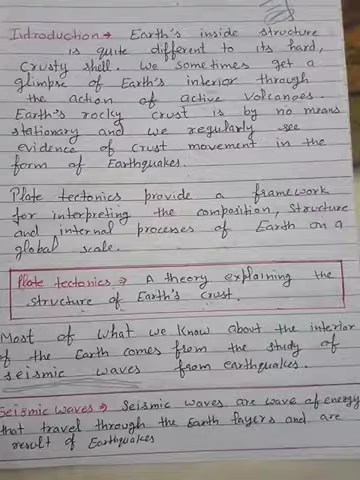 Introduction → Earth's inside structure
is quite different to its hard,
crusty shell. We sometimes get a
glimpse of Earth's interior through
the action of active volcanoes.
Earth's rocky crust is by no means
stationary and we regularly see
evidence of crust movement in the
form of Earthquakes.
Plate tectonics provide a framework
for interpreting the composition, structure
and internal processes of Earth on a
global scale.
Plate tectonics → A theory explaining the
structure of Earth's crust.
Most of what we know about the interior
of the Earth comes from the study of
seismic waves from earthquakes.
Seismic waves → Seismic waves are wave of energy
that travel through the Earth layers and are
result of Earthquakes